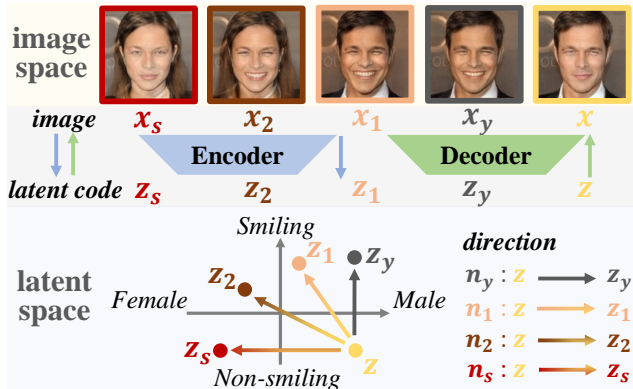 image space
x_s x_2 x_1 x_y x
image
Encoder Decoder
latent code
z_s z_2 z_1 z_y z
latent space
Smiling
z_1 z_y
z_2
Female Male
z_s z
Non-smiling
direction
n_y : z z_y
n_1 : z z_1
n_2 : z z_2
n_s : z z_s